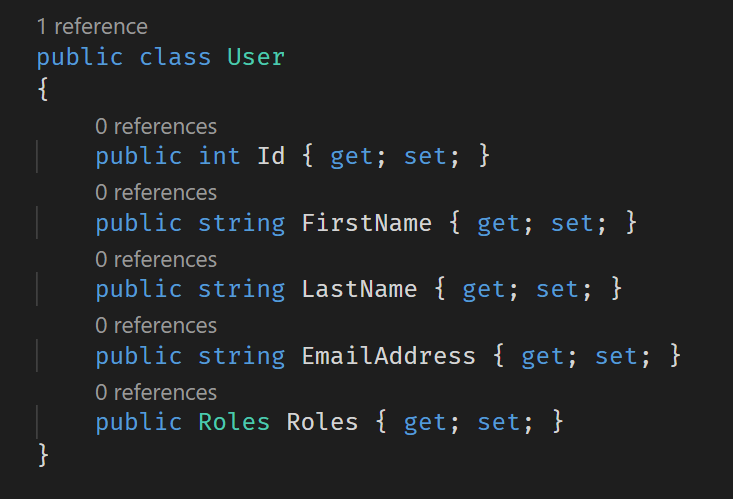 1 reference
public class User
{
0 references
public int Id { get; set; }
0 references
public string FirstName { get; set; }
0 references
public string LastName { get; set; }
0 references
public string EmailAddress { get; set; }
0 references
public Roles Roles { get; set; }
}